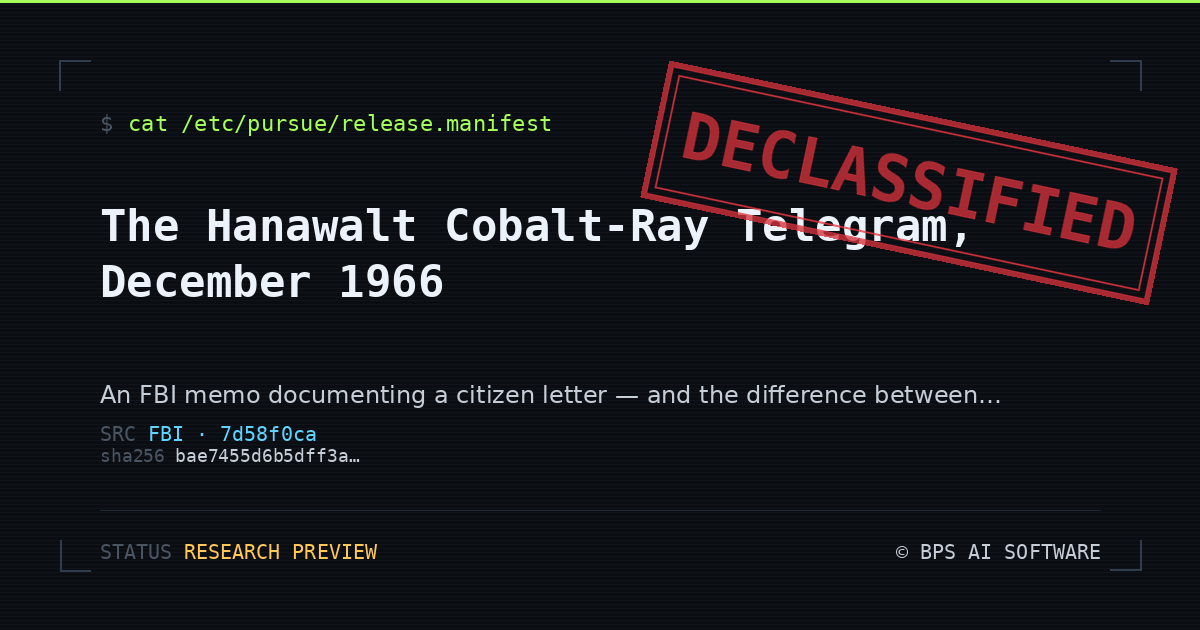 $ cat /etc/pursue/release.manifest
DECLASSIFIED
The Hanawalt Cobalt-Ray Telegram,
December 1966
An FBI memo documenting a citizen letter — and the difference between…
SRC FBI · 7d58f0ca
sha256 bae7455d6b5dff3a…
STATUS RESEARCH PREVIEW
© BPS AI SOFTWARE